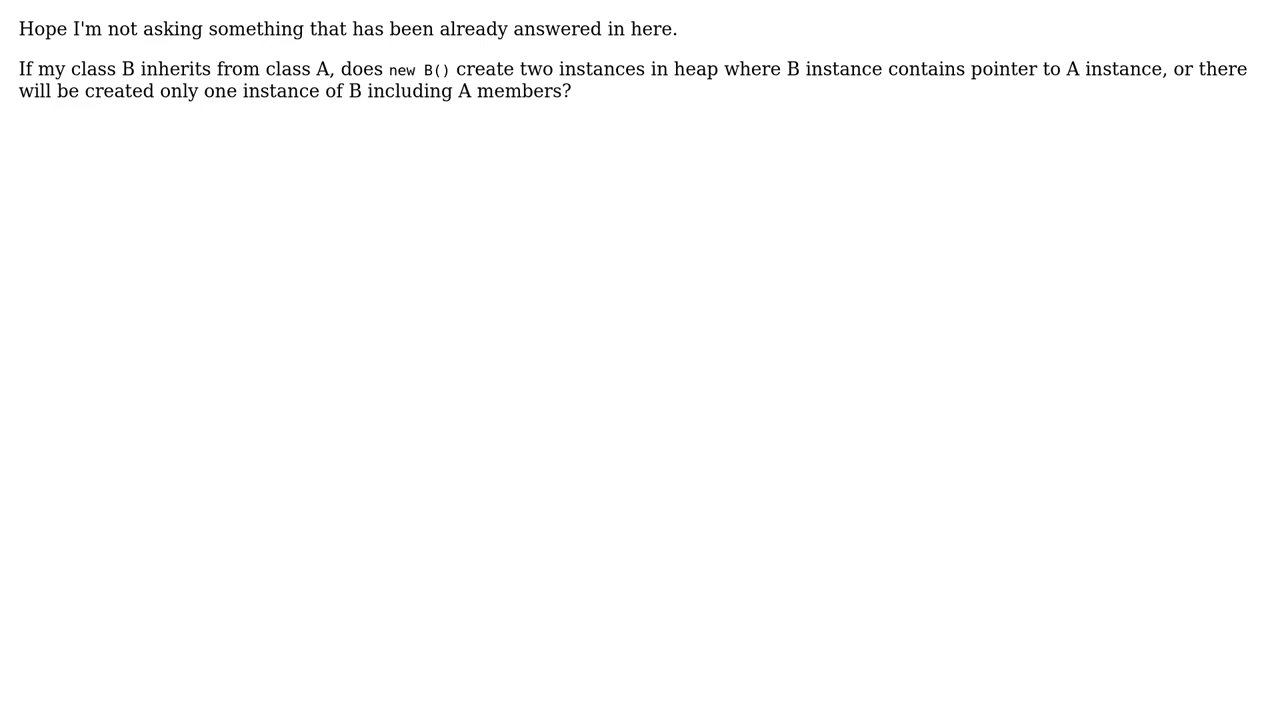 Hope I'm not asking something that has been already answered in here.
If my class B inherits from class A, does new B() create two instances in heap where B instance contains pointer to A instance, or there
will be created only one instance of B including A members?